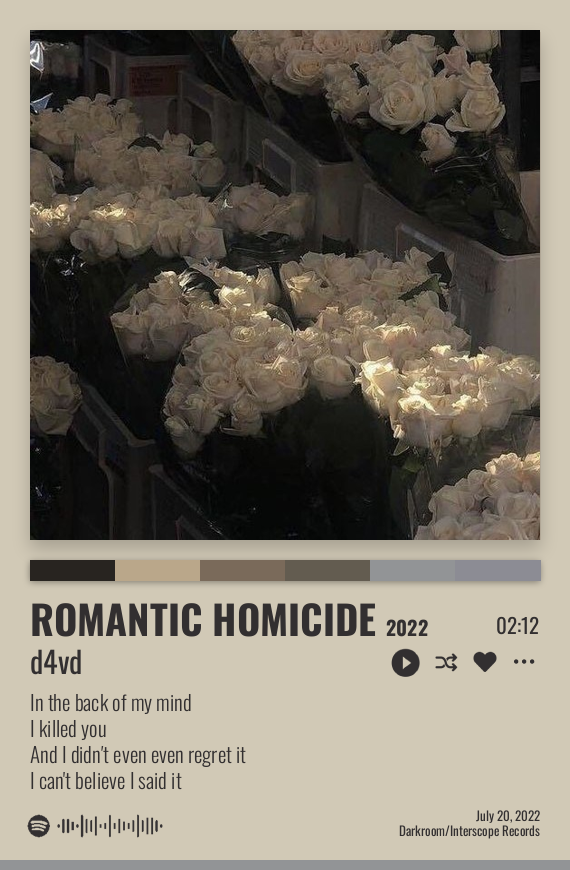 ROMANTIC HOMICIDE 2022
02:12
d4vd
In the back of my mind
I killed you
And I didn't even even regret it
I can't believe I said it
July 20, 2022
Darkroom/Interscope Records